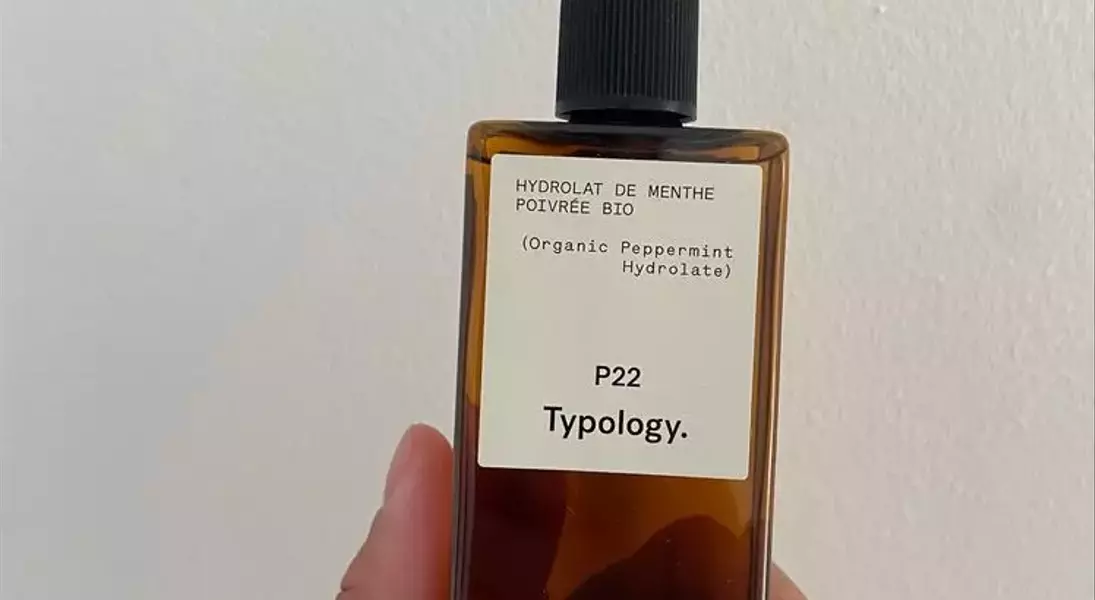 HYDROLAT DE MENTHE
POIVRÉE BIO
(Organic Peppermint
Hydrolate)
P22
Typology.